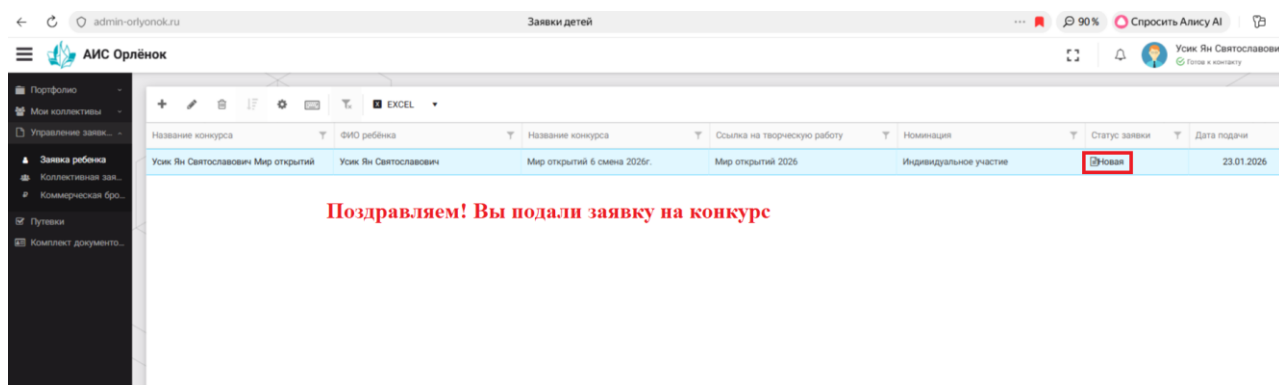 admin-orlyonok.ru Заявки детей 90 % Спросить Алису AI
АИС Орлёнок Усик Ян Святославови
Готов к контакту
Портфолио
Мои коллективы
Управление заявк...
Заявка ребенка
Коллективная зая...
Коммерческая бро...
Путевки
Комплект документо...
EXCEL
Название конкурса ФИО ребёнка Название конкурса Ссылка на творческую работу Номинация Статус заявки Дата подачи
Усик Ян Святославович Мир открытий Усик Ян Святославович Мир открытий 6 смена 2026г. Мир открытий 2026 Индивидуальное участие Новая 23.01.2026
Поздравляем! Вы подали заявку на конкурс